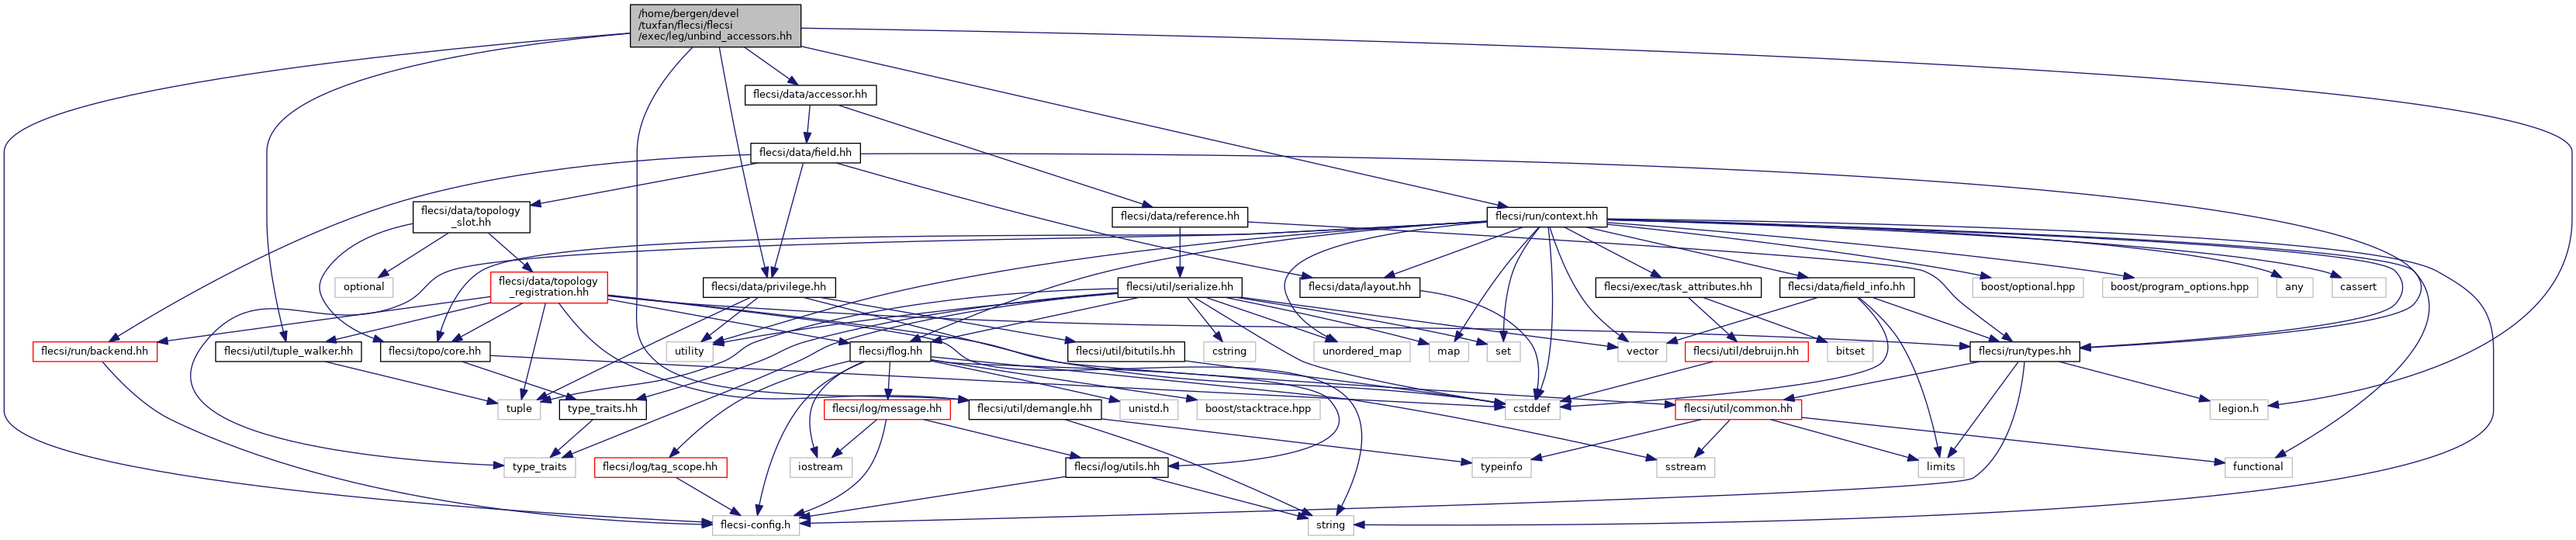 /home/bergen/devel
/tuxfan/flecsi/flecsi
/exec/leg/unbind_accessors.hh
flecsi/data/accessor.hh
flecsi/data/field.hh
flecsi/data/topology
_slot.hh
flecsi/data/reference.hh
flecsi/run/context.hh
optional
flecsi/data/topology
_registration.hh
flecsi/data/privilege.hh
flecsi/util/serialize.hh
flecsi/data/layout.hh
flecsi/exec/task_attributes.hh
flecsi/data/field_info.hh
boost/optional.hpp
boost/program_options.hpp
any
cassert
flecsi/run/backend.hh
flecsi/util/tuple_walker.hh
flecsi/topo/core.hh
utility
flecsi/flog.hh
flecsi/util/bitutils.hh
cstring
unordered_map
map
set
vector
flecsi/util/debruijn.hh
bitset
flecsi/run/types.hh
tuple
type_traits.hh
flecsi/log/message.hh
flecsi/util/demangle.hh
unistd.h
boost/stacktrace.hpp
cstddef
flecsi/util/common.hh
legion.h
type_traits
flecsi/log/tag_scope.hh
iostream
flecsi/log/utils.hh
typeinfo
sstream
limits
functional
flecsi-config.h
string